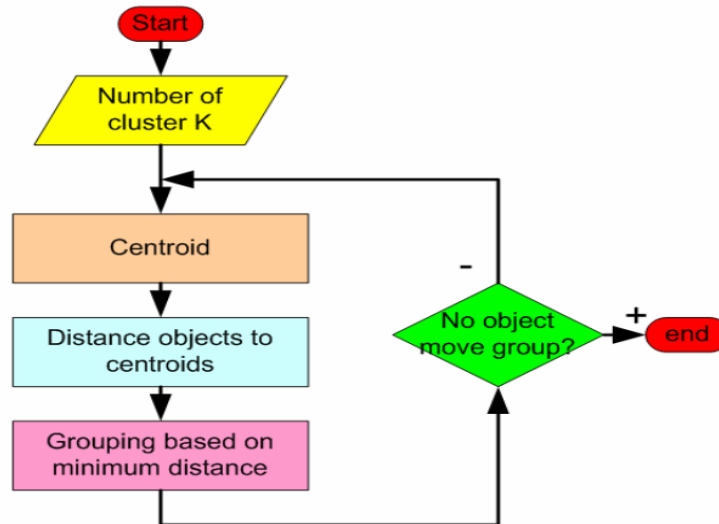 Start
Number of
cluster K
Centroid
Distance objects to
centroids
Grouping based on
minimum distance
-
No object
move group?
+
end